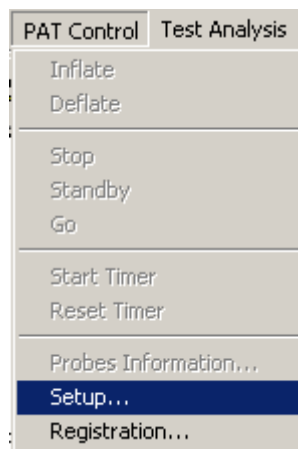 PAT Control Test Analysis
Inflate
Deflate
Stop
Standby
Go
Start Timer
Reset Timer
Probes Information...
Setup...
Registration...